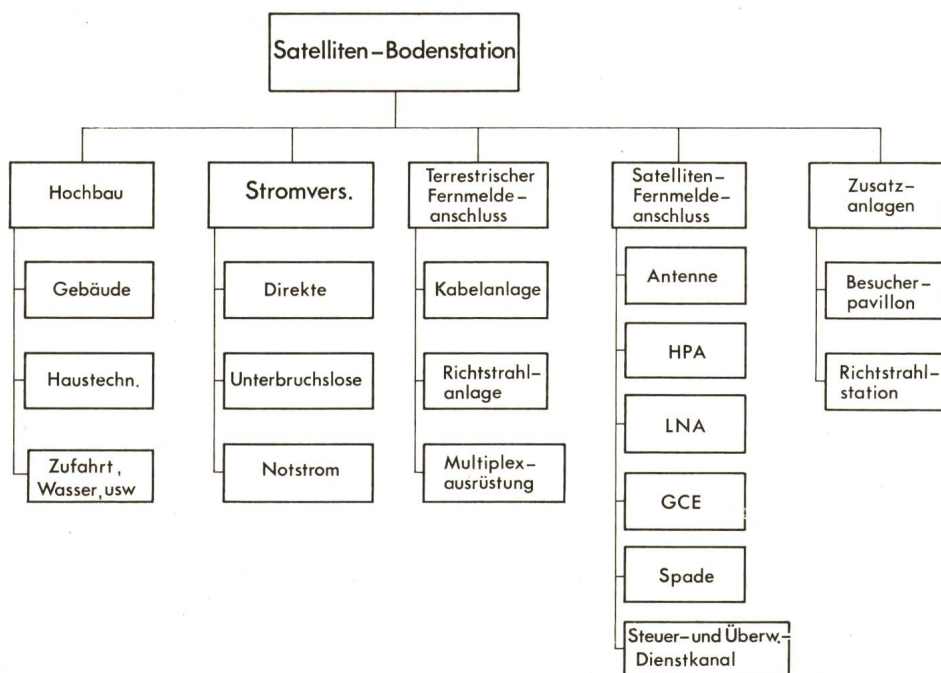 Satelliten-Bodenstation
Hochbau
Gebäude
Haustechn.
Zufahrt,
Wasser, usw
Stromvers.
Direkte
Unterbruchslose
Notstrom
Terrestrischer
Fernmelde-
anschluss
Kabelanlage
Richtstrahl-
anlage
Multiplex-
ausrüstung
Satelliten-
Fernmelde-
anschluss
Antenne
HPA
LNA
GCE
Spade
Steuer- und Überw.-
Dienstkanal
Zusatz-
anlagen
Besucher-
pavillon
Richtstrahl-
station